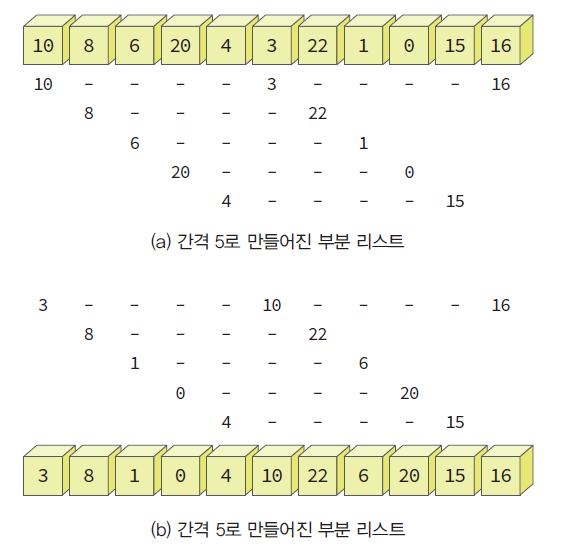 10 8 6 20 4 3 22 1 0 15 16
10 - - - - 3 - - - - 16
8 - - - - 22
6 - - - - 1
20 - - - - 0
4 - - - - 15
(a) 간격 5로 만들어진 부분 리스트
3 - - - - 10 - - - - 16
8 - - - - 22
1 - - - - 6
0 - - - - 20
4 - - - - 15
3 8 1 0 4 10 22 6 20 15 16
(b) 간격 5로 만들어진 부분 리스트